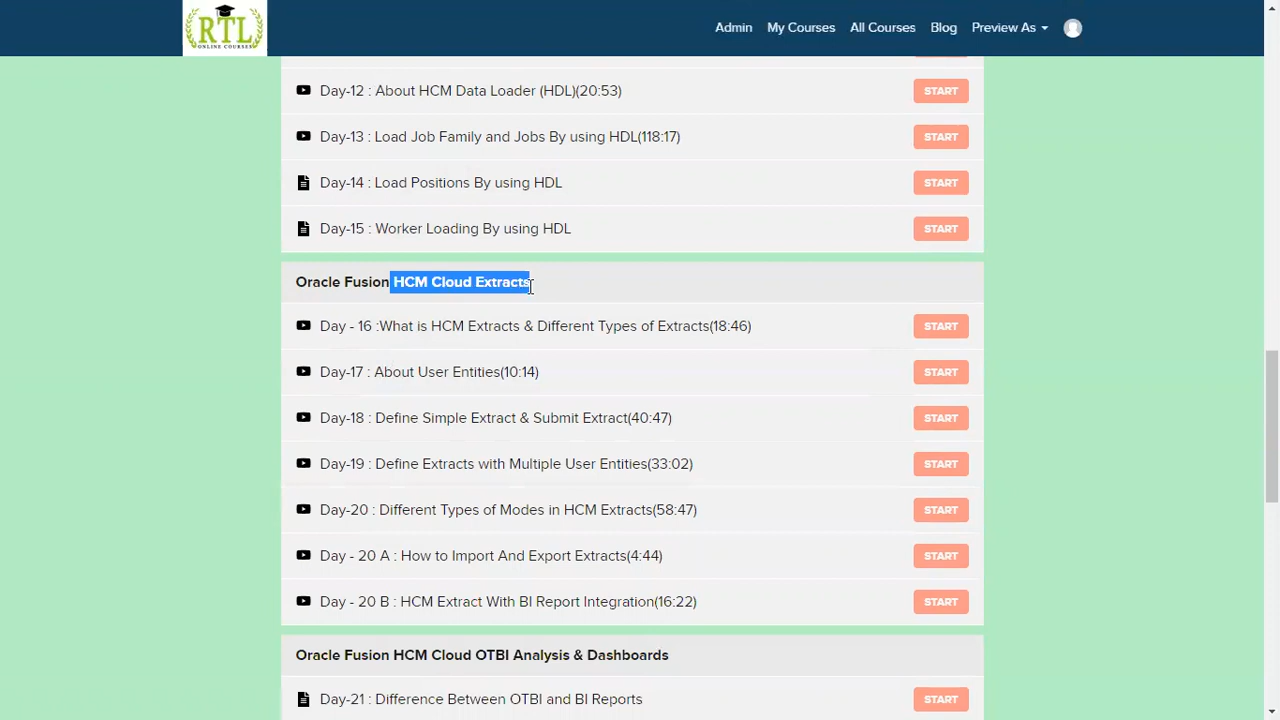 RTL
ONLINE COURSES
Admin
My Courses
All Courses
Blog
Preview As
Day-12 : About HCM Data Loader (HDL)(20:53)
START
Day-13 : Load Job Family and Jobs By using HDL(118:17)
START
Day-14 : Load Positions By using HDL
START
Day-15 : Worker Loading By using HDL
START
Oracle Fusion HCM Cloud Extracts
Day - 16 :What is HCM Extracts & Different Types of Extracts(18:46)
START
Day-17 : About User Entities(10:14)
START
Day-18 : Define Simple Extract & Submit Extract(40:47)
START
Day-19 : Define Extracts with Multiple User Entities(33:02)
START
Day-20 : Different Types of Modes in HCM Extracts(58:47)
START
Day - 20 A : How to Import And Export Extracts(4:44)
START
Day - 20 B : HCM Extract With BI Report Integration(16:22)
START
Oracle Fusion HCM Cloud OTBI Analysis & Dashboards
Day-21 : Difference Between OTBI and BI Reports
START